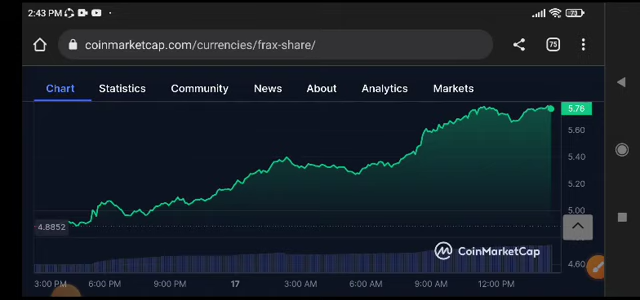 2:43 PM
73
coinmarketcap.com/currencies/frax-share/
75
Chart Statistics Community News About Analytics Markets
5.76
5.60
5.40
5.20
5.00
4.8852
CoinMarketCap
4.60
3:00 PM 6:00 PM 9:00 PM 17 3:00 AM 6:00 AM 9:00 AM 12:00 PM